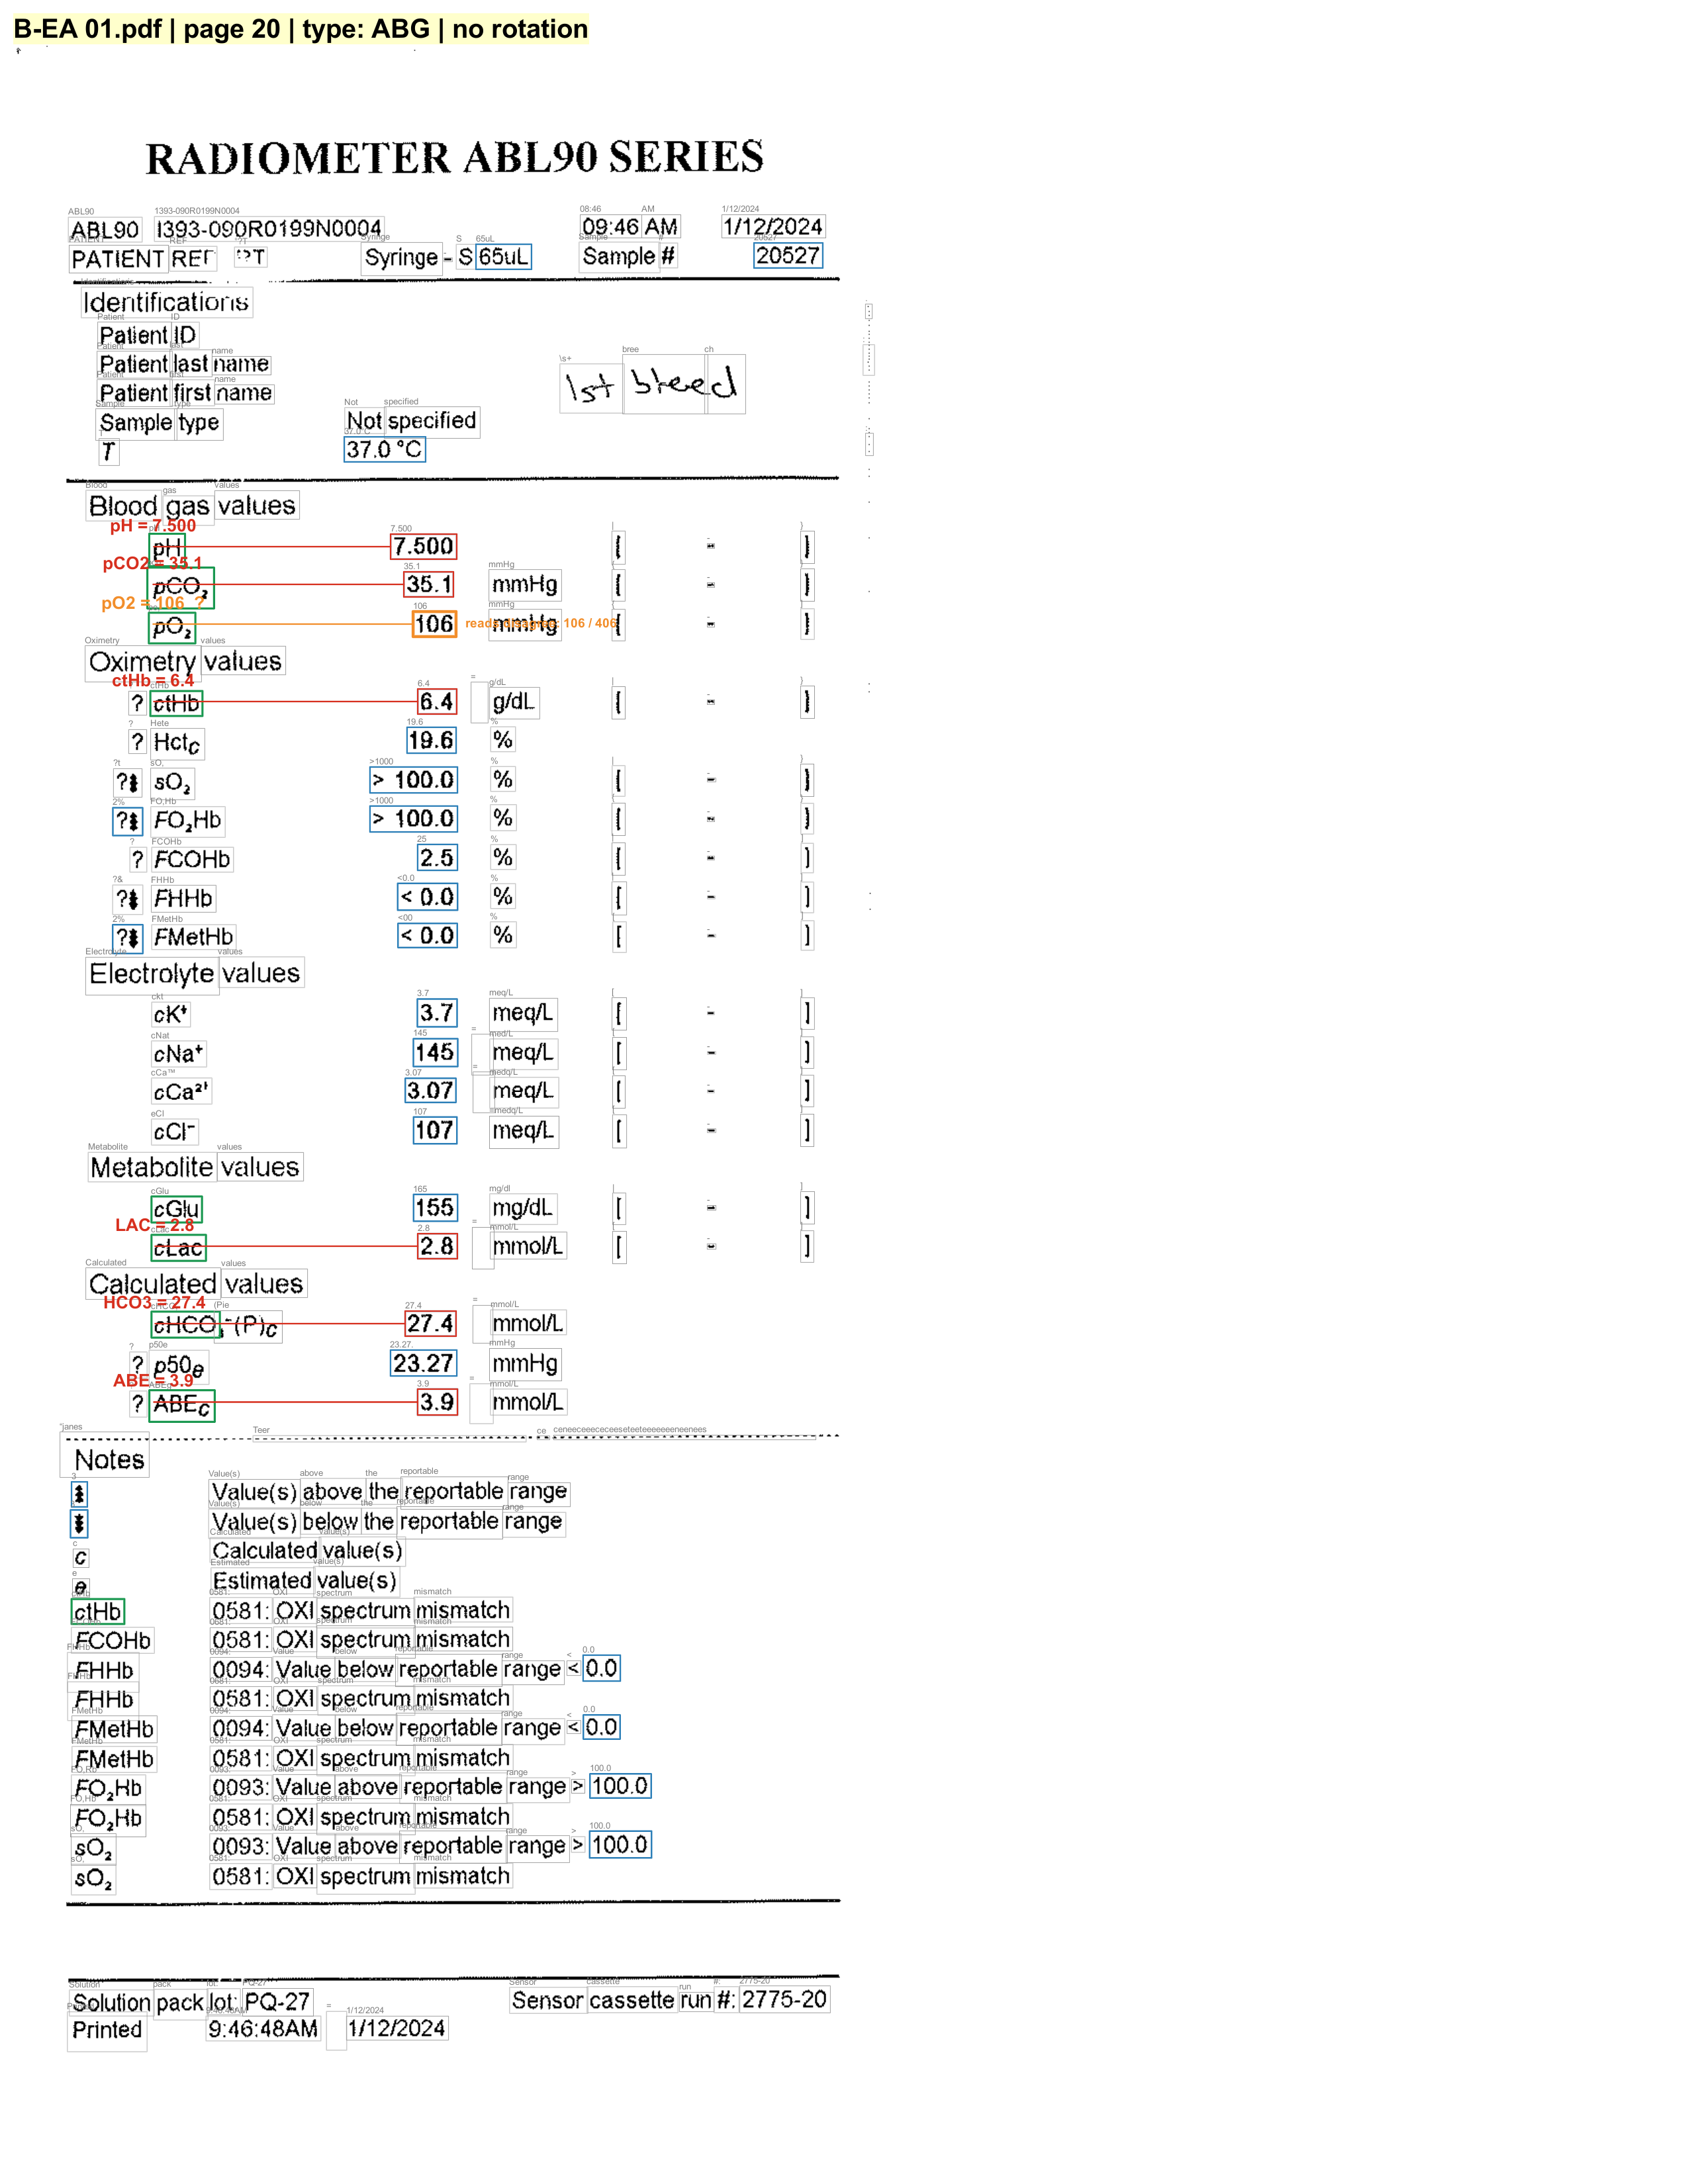 B-EA 01.pdf | page 20 | type: ABG | no rotation
RADIOMETER ABL90 SERIES
ABL90 I393-090R0199N0004 09:46 AM 1/12/2024
PATIENT REF Syringe - S 65uL Sample # 20527
Identifications
Patient ID
Patient last name
Patient first name
1st bleed
Sample type Not specified
T 37.0 °C
Blood gas values
pH = 7.500
pH 7.500 [ - ]
pCO2 = 35.1
pCO₂ 35.1 mmHg [ - ]
pO2 = 106 ?
pO₂ 106 mmHg [ - ]
reads disagree: 106 / 406
Oximetry values
ctHb = 6.4
? ctHb 6.4 g/dL [ - ]
? Hctc 19.6 %
? sO₂ > 100.0 % [ - ]
? FO₂Hb > 100.0 % [ - ]
? FCOHb 2.5 % [ - ]
? FHHb < 0.0 % [ - ]
? FMetHb < 0.0 % [ - ]
Electrolyte values
cK⁺ 3.7 meq/L [ - ]
cNa⁺ 145 meq/L [ - ]
cCa²⁺ 3.07 meq/L [ - ]
cCl⁻ 107 meq/L [ - ]
Metabolite values
cGlu 155 mg/dL [ - ]
LAC = 2.8
cLac 2.8 mmol/L [ - ]
Calculated values
HCO3 = 27.4
cHCO₃⁻(P)c 27.4 mmol/L
? p50e 23.27 mmHg
ABE = 3.9
? ABEc 3.9 mmol/L
Notes
Value(s) above the reportable range
Value(s) below the reportable range
c Calculated value(s)
e Estimated value(s)
ctHb 0581: OXI spectrum mismatch
FCOHb 0581: OXI spectrum mismatch
FHHb 0094: Value below reportable range < 0.0
FHHb 0581: OXI spectrum mismatch
FMetHb 0094: Value below reportable range < 0.0
FMetHb 0581: OXI spectrum mismatch
FO₂Hb 0093: Value above reportable range > 100.0
FO₂Hb 0581: OXI spectrum mismatch
sO₂ 0093: Value above reportable range > 100.0
sO₂ 0581: OXI spectrum mismatch
Solution pack lot: PQ-27 Sensor cassette run #: 2775-20
Printed 9:46:48AM 1/12/2024